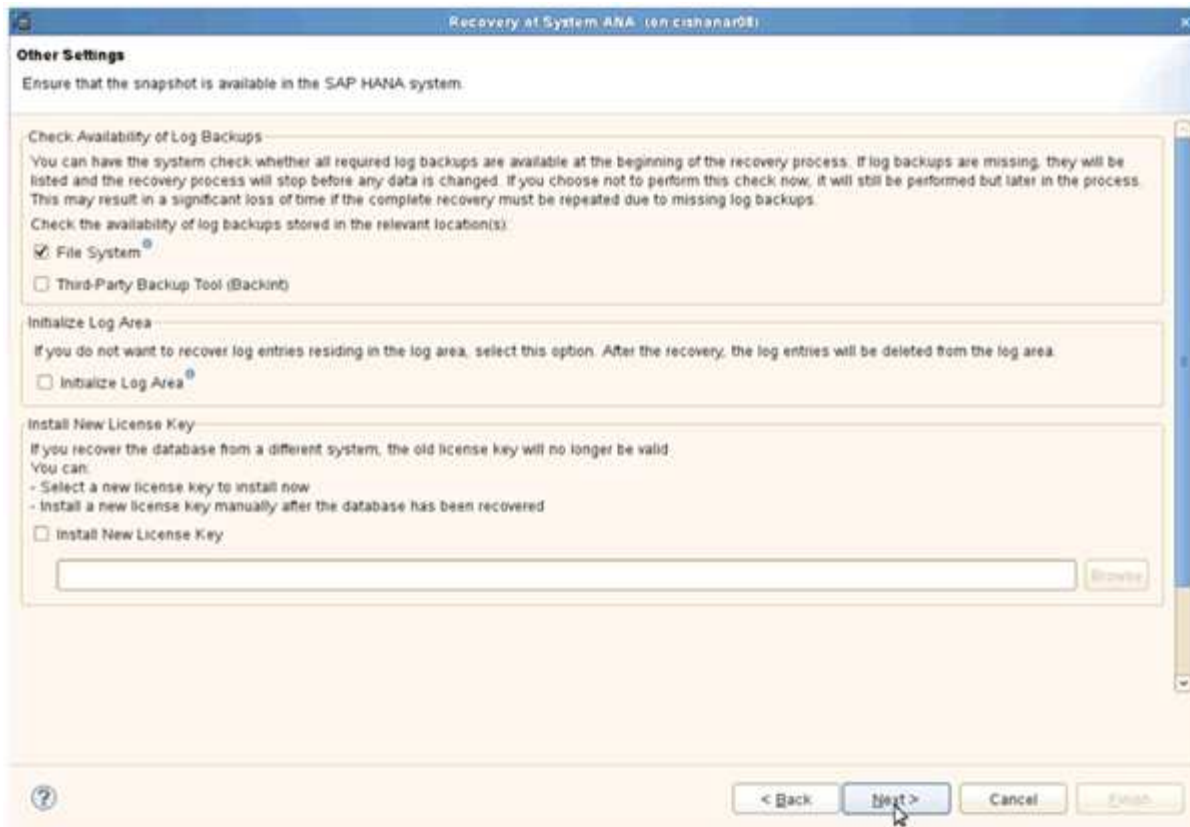 Recovery of System ANA (on cishanar08)
Other Settings
Ensure that the snapshot is available in the SAP HANA system.
Check Availability of Log Backups
You can have the system check whether all required log backups are available at the beginning of the recovery process. If log backups are missing, they will be
listed and the recovery process will stop before any data is changed. If you choose not to perform this check now, it will still be performed but later in the process.
This may result in a significant loss of time if the complete recovery must be repeated due to missing log backups.
Check the availability of log backups stored in the relevant location(s):
File System
Third-Party Backup Tool (Backint)
Initialize Log Area
If you do not want to recover log entries residing in the log area, select this option. After the recovery, the log entries will be deleted from the log area.
Initialize Log Area
Install New License Key
If you recover the database from a different system, the old license key will no longer be valid
You can:
- Select a new license key to install now
- Install a new license key manually after the database has been recovered
Install New License Key
Browse
?
< Back
Next >
Cancel
Finish